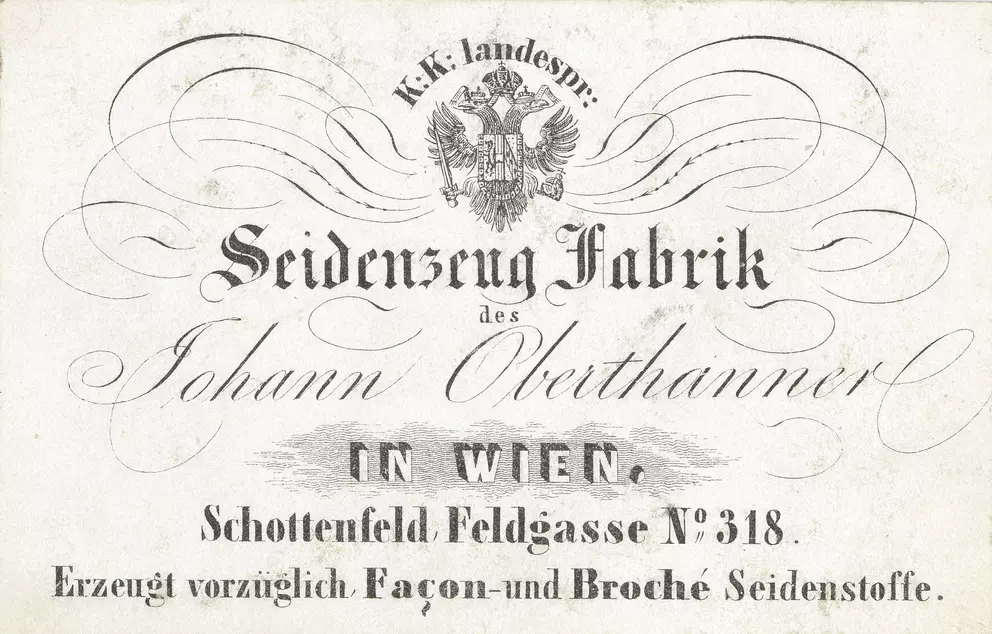 K: K: landespr:
Seidenzeug Fabrik
des
Johann Oberthanner
IN WIEN.
Schottenfeld, Feldgasse Nº 318.
Erzeugt vorzüglich, Façon-und Broché Seidenstoffe.